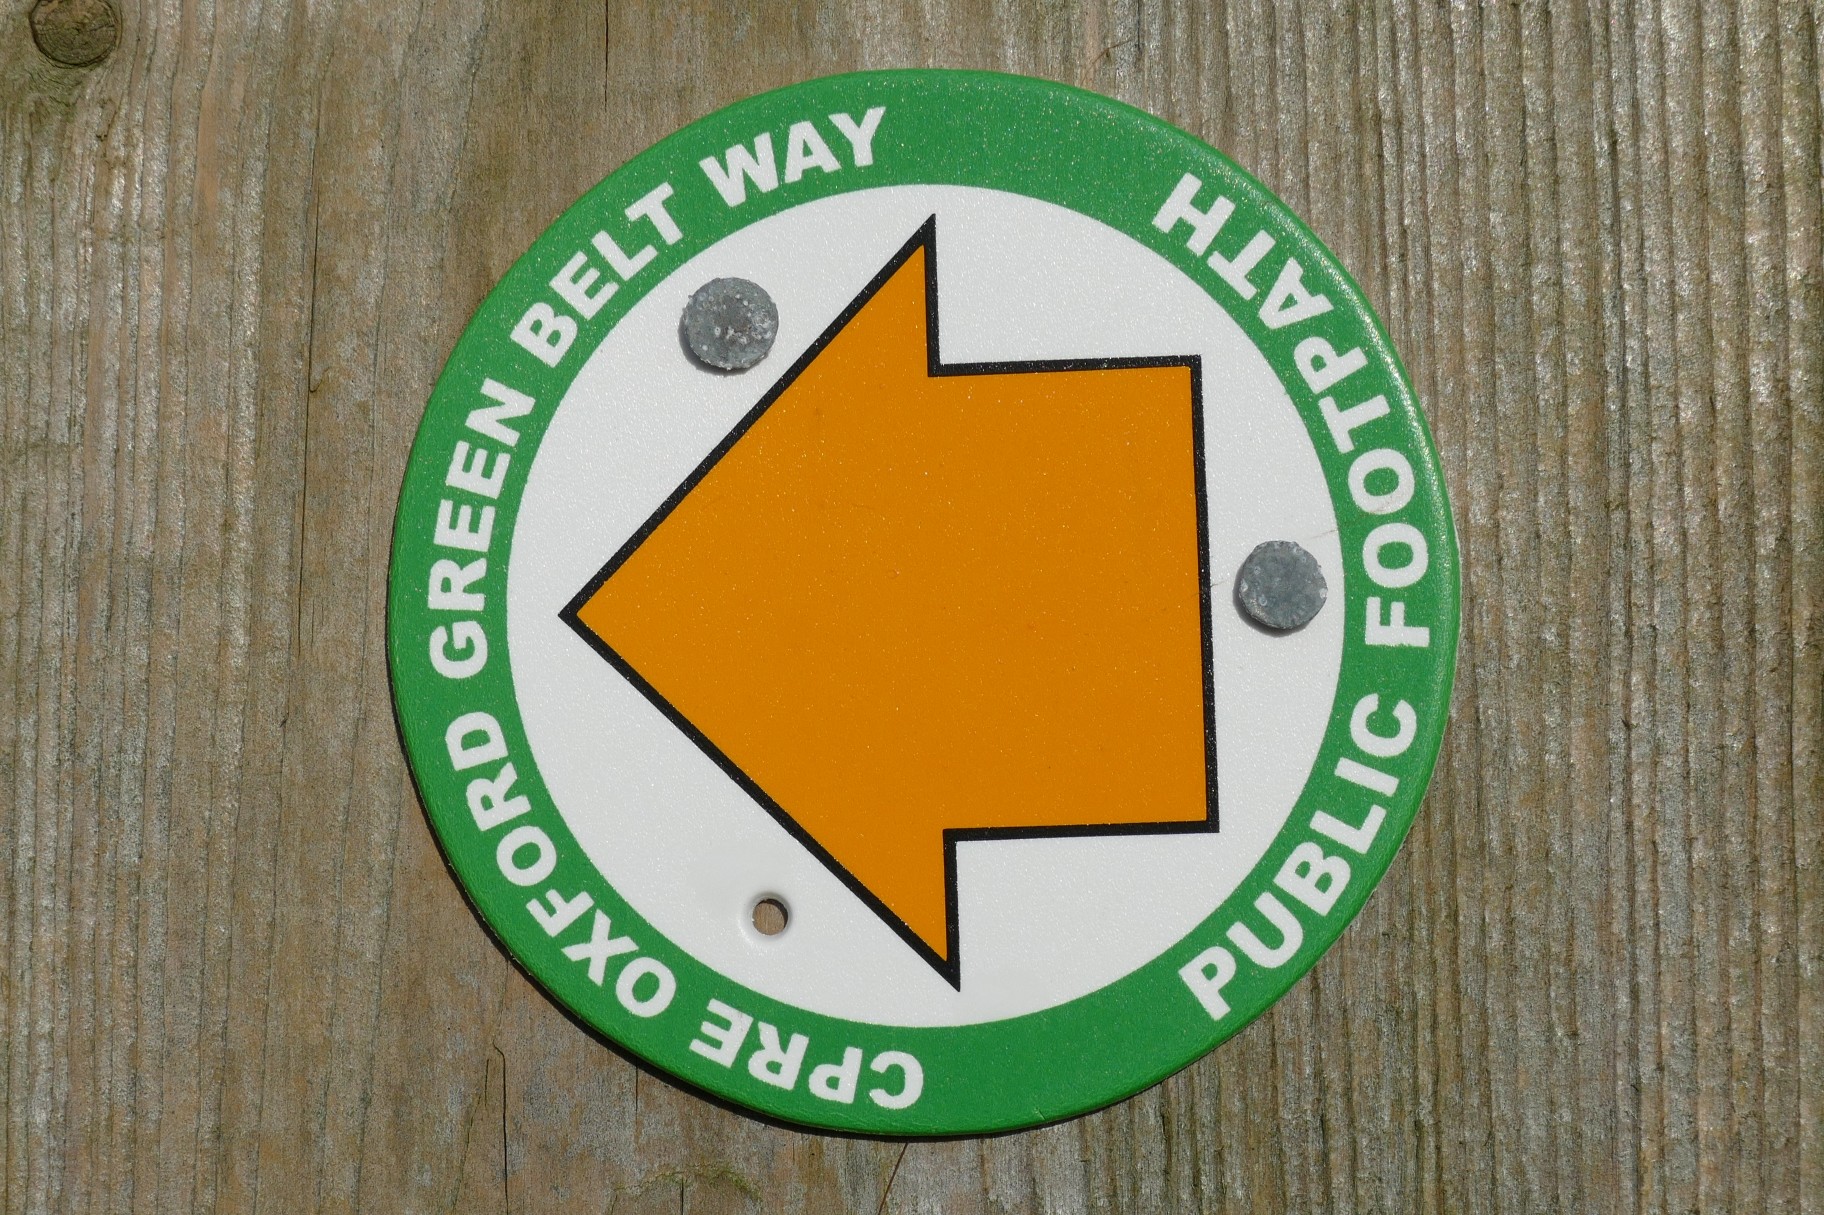 CPRE OXFORD GREEN BELT WAY
PUBLIC FOOTPATH